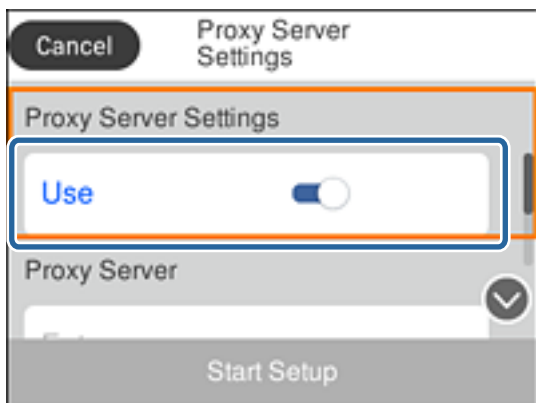 Cancel
Proxy Server
Settings
Proxy Server Settings
Use
Proxy Server
Start Setup